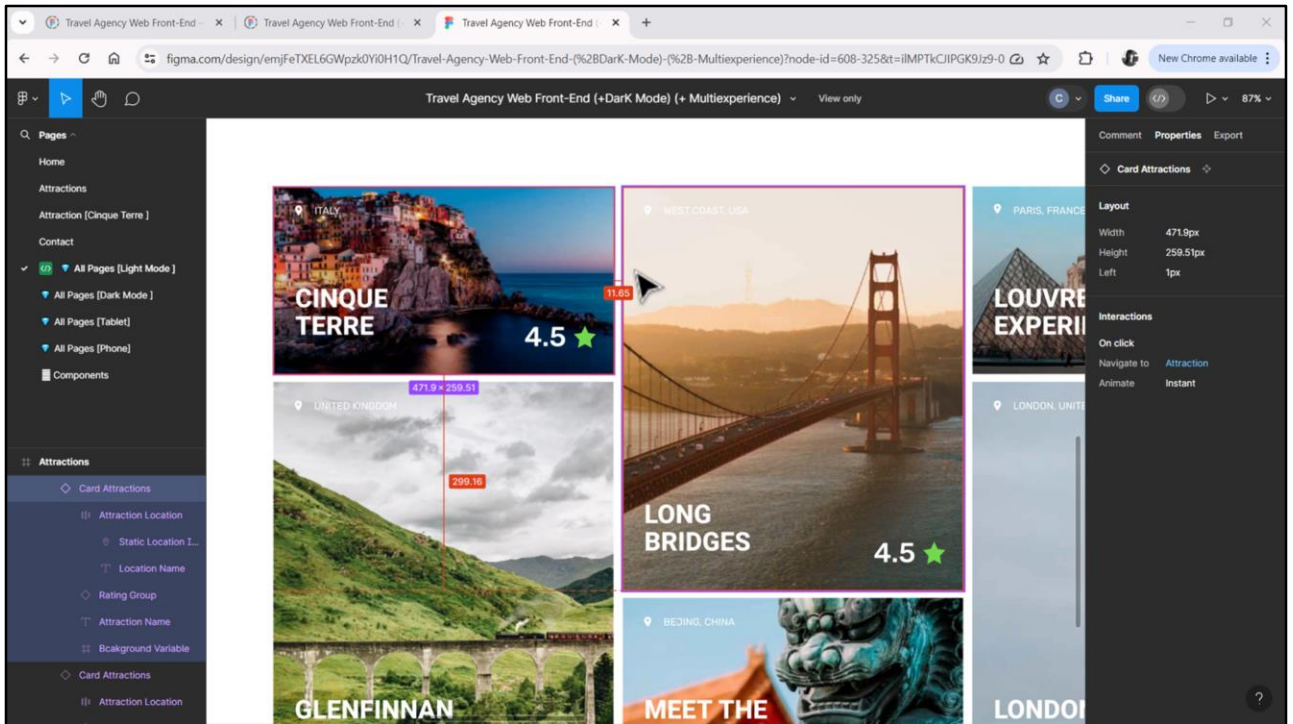 Travel Agency Web Front-End –
Travel Agency Web Front-End (
Travel Agency Web Front-End (
figma.com/design/emjFeTXEL6GWpzk0Yi0H1Q/Travel-Agency-Web-Front-End-(%2BDarK-Mode)-(%2B-Multiexperience)?node-id=608-325&t=ilMPTkCJIPGK9Jz9-0
New Chrome available
Travel Agency Web Front-End (+DarK Mode) (+ Multiexperience)
View only
C
Share
87%
Pages
Home
Attractions
Attraction [Cinque Terre ]
Contact
All Pages [Light Mode ]
All Pages [Dark Mode ]
All Pages [Tablet]
All Pages [Phone]
Components
Attractions
Card Attractions
Attraction Location
Static Location I...
Location Name
Rating Group
Attraction Name
Bcakground Variable
Card Attractions
Attraction Location
ITALY
CINQUE
TERRE
4.5
11.65
471.9 × 259.51
UNITED KINGDOM
299.16
GLENFINNAN
WEST COAST, USA
LONG
BRIDGES
4.5
BEJING, CHINA
MEET THE
PARIS, FRANCE
LOUVRE
EXPERI
LONDON, UNITE
LONDON
Comment Properties Export
Card Attractions
Layout
Width 471.9px
Height 259.51px
Left 1px
Interactions
On click
Navigate to Attraction
Animate Instant
?